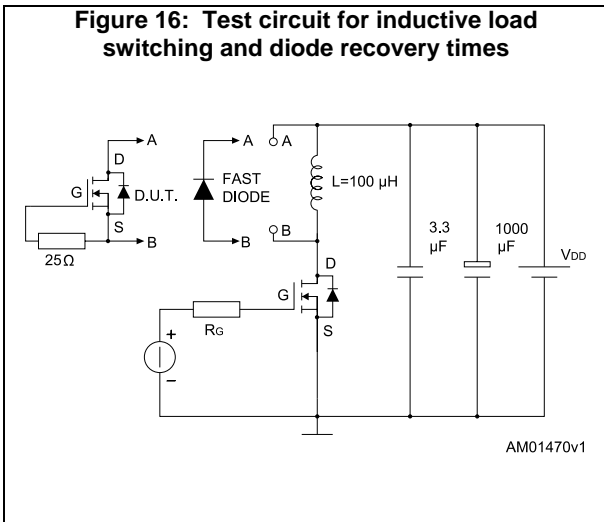 Figure 16: Test circuit for inductive load
switching and diode recovery times
A
D
G
D.U.T.
S
B
25Ω
A
FAST
DIODE
B
A
B
L=100 µH
D
G
S
RG
+
-
3.3
µF
1000
µF
VDD
AM01470v1